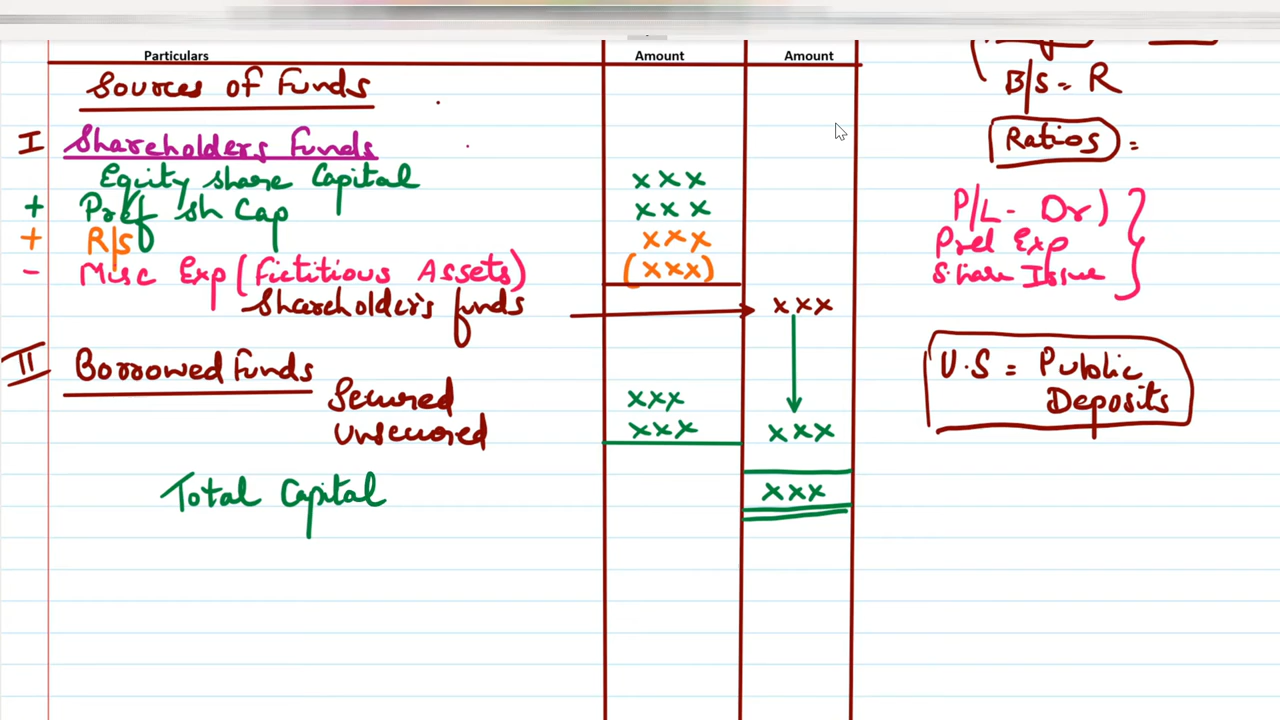 Particulars Amount Amount
Sources of Funds
I Shareholders Funds
Equity share Capital xxx
+ Pref sh Cap xxx
+ R/s xxx
- Misc Exp (Fictitious Assets) (xxx)
Shareholder's funds xxx
II Borrowed Funds
Secured xxx
Unsecured xxx xxx
Total Capital xxx
B/S = R
Ratios =
P/L - Dr)
Prel Exp
Share Issue
U.S = Public
Deposits